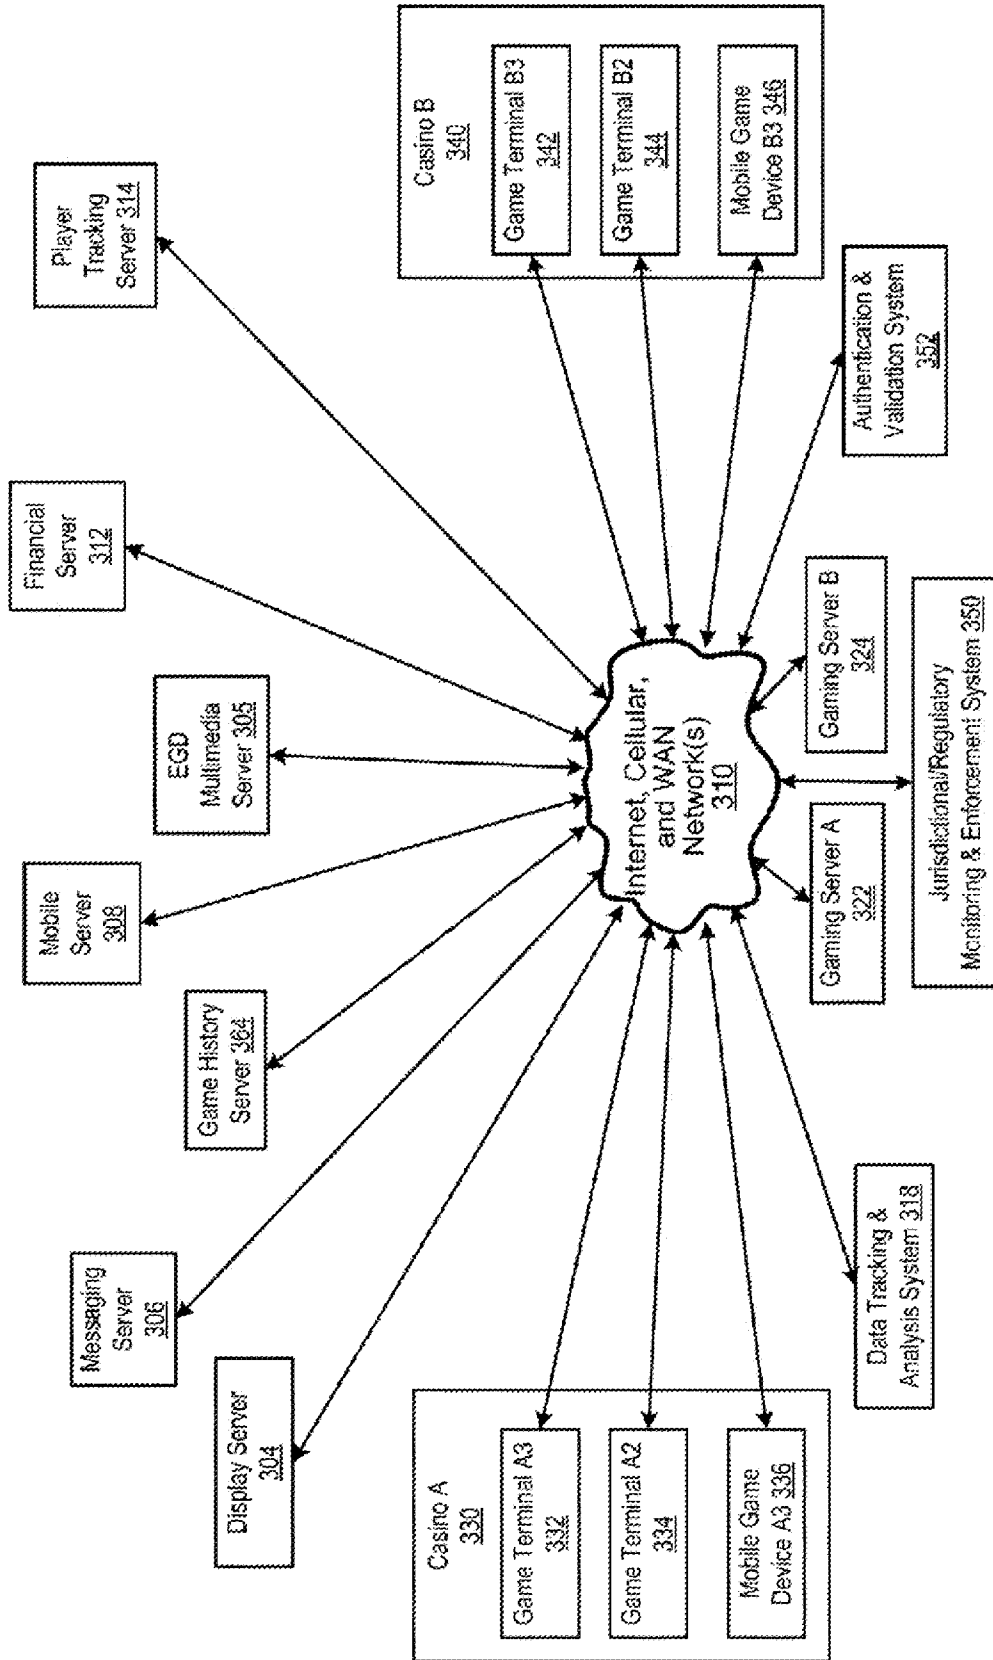 Messaging
Server
306
Display Server
304
Game History
Server 364
Mobile
Server
308
EGD
Multimedia
Server 305
Financial
Server
312
Player
Tracking
Server 314
Casino A
330
Game Terminal A3
332
Game Terminal A2
334
Mobile Game
Device A3 336
Internet, Cellular,
and WAN
Network(s)
310
Casino B
340
Game Terminal B3
342
Game Terminal B2
344
Mobile Game
Device B3 346
Data Tracking &
Analysis System 318
Gaming Server A
322
Gaming Server B
324
Authentication &
Validation System
352
Jurisdictional/Regulatory
Monitoring & Enforcement System 350